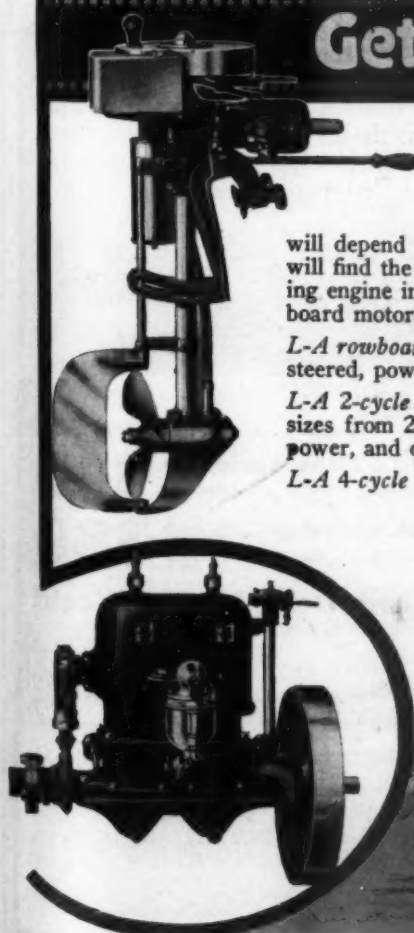 Get
will depend
will find the
ing engine in
board motor
L-A rowboat
steered, pow
L-A 2-cycle
sizes from 2
power, and
L-A 4-cycle